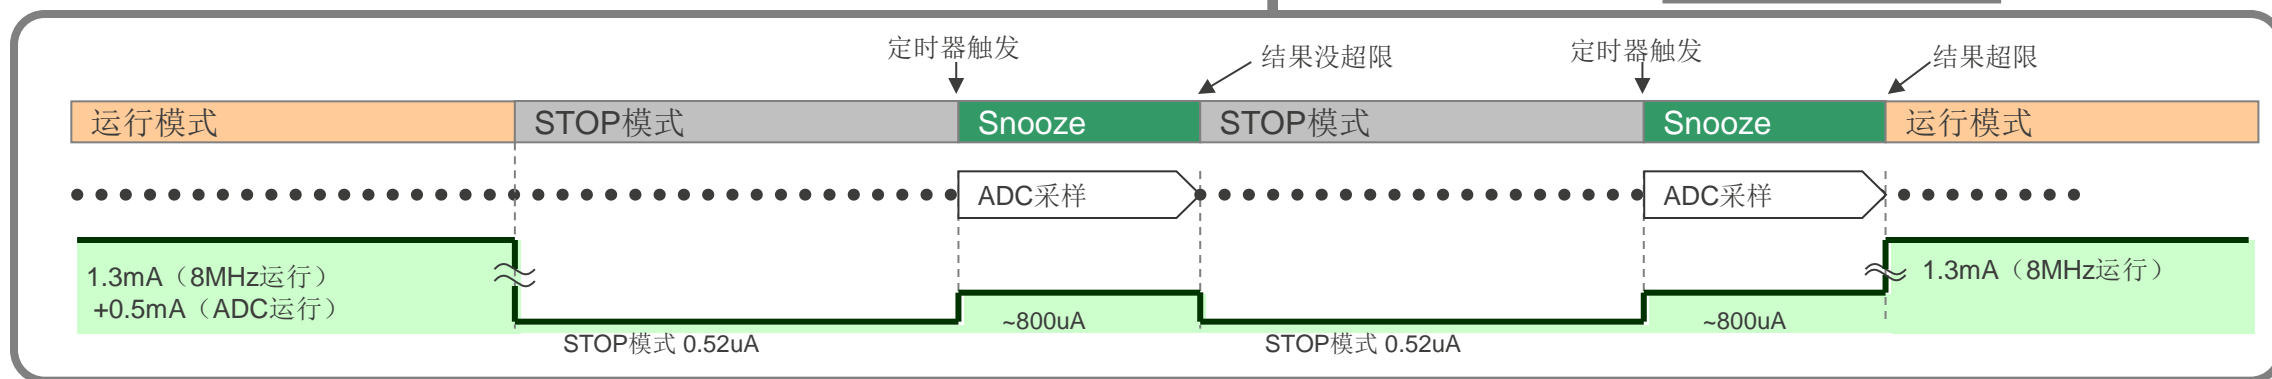 定时器触发
结果没超限
定时器触发
结果超限
运行模式
STOP模式
Snooze
STOP模式
Snooze
运行模式
ADC采样
ADC采样
1.3mA（8MHz运行）
+0.5mA（ADC运行）
1.3mA（8MHz运行）
~800uA
~800uA
STOP模式 0.52uA
STOP模式 0.52uA